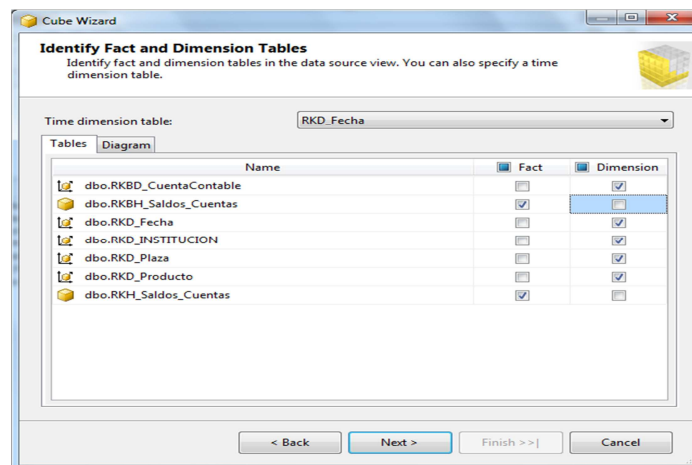 Cube Wizard
Identify Fact and Dimension Tables
Identify fact and dimension tables in the data source view. You can also specify a time
dimension table.
Time dimension table: RKD_Fecha
Tables Diagram
Name Fact Dimension
dbo.RKBD_CuentaContable
dbo.RKBH_Saldos_Cuentas
dbo.RKD_Fecha
dbo.RKD_INSTITUCION
dbo.RKD_Plaza
dbo.RKD_Producto
dbo.RKH_Saldos_Cuentas
< Back Next > Finish >>| Cancel